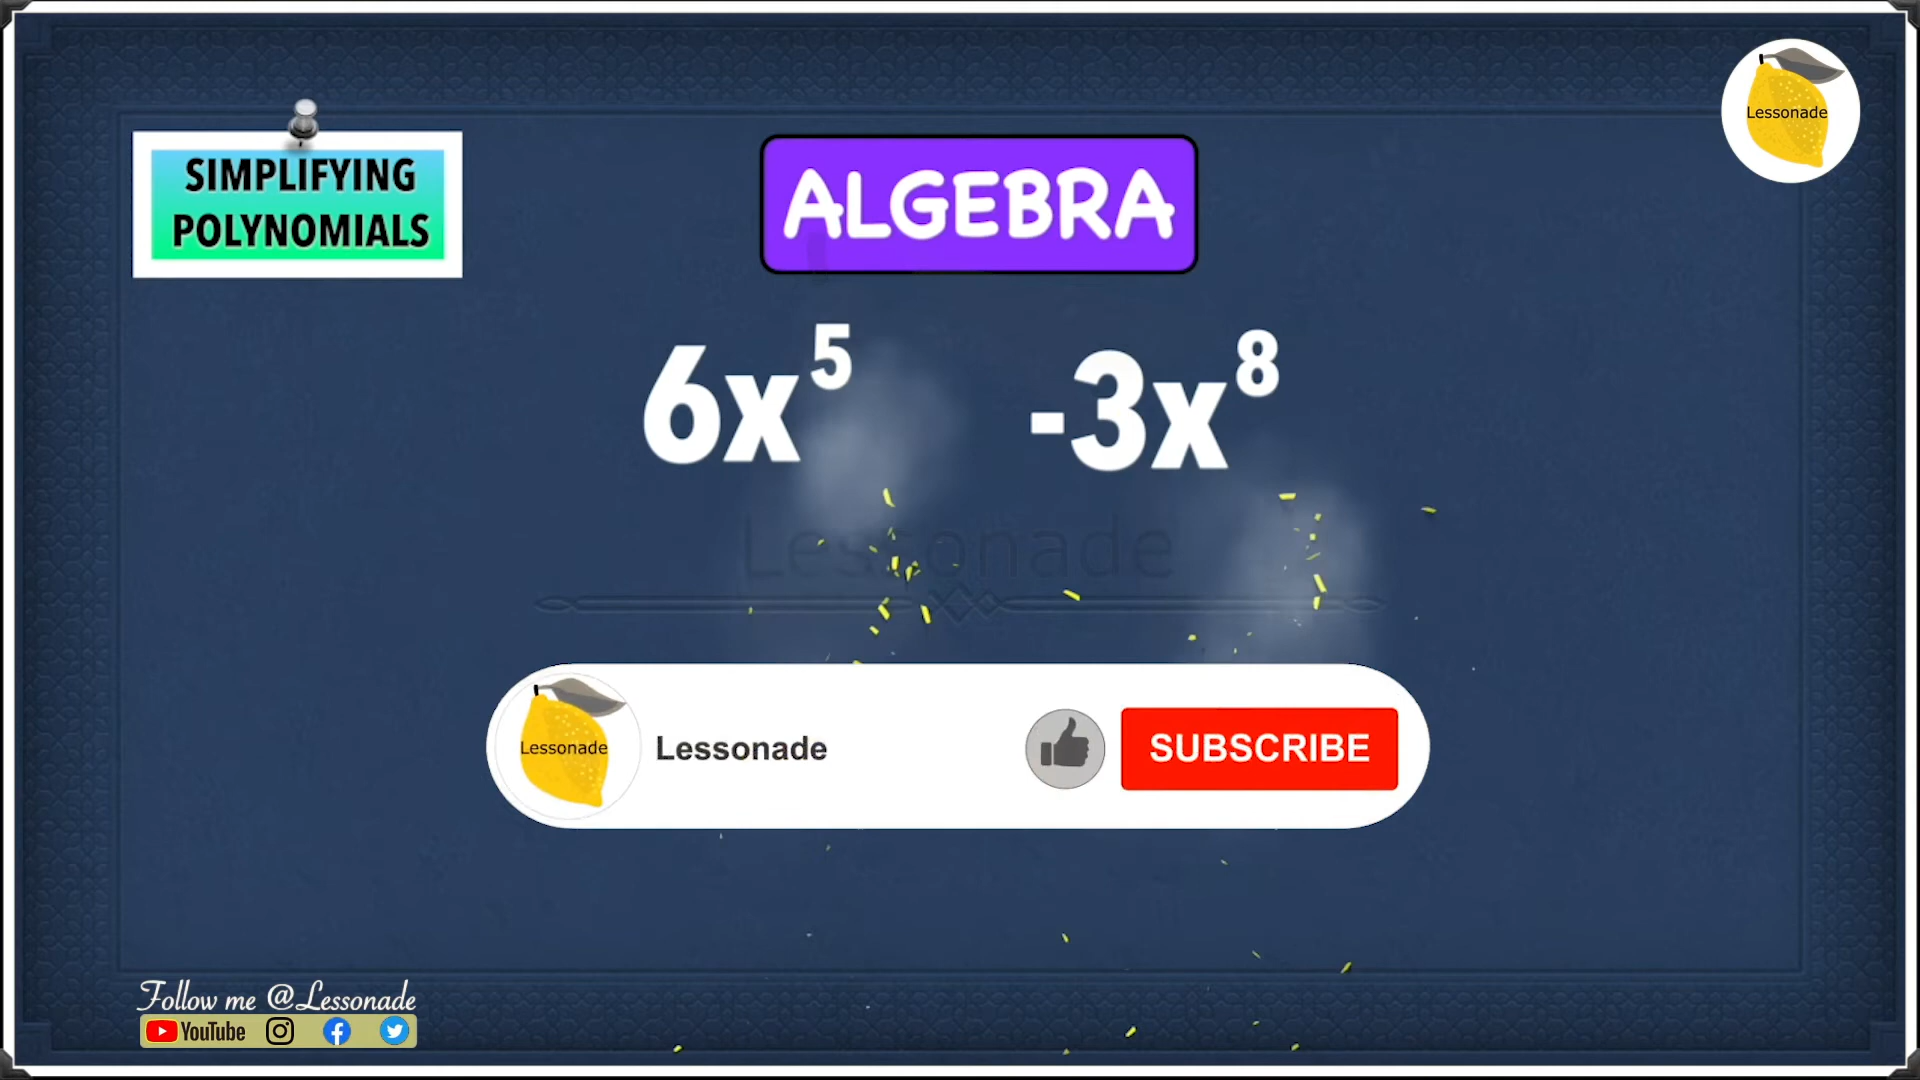 Lessonade
SIMPLIFYING
POLYNOMIALS
ALGEBRA
6x⁵ -3x⁸
Lessonade
Lessonade
Lessonade
SUBSCRIBE
Follow me @Lessonade
YouTube